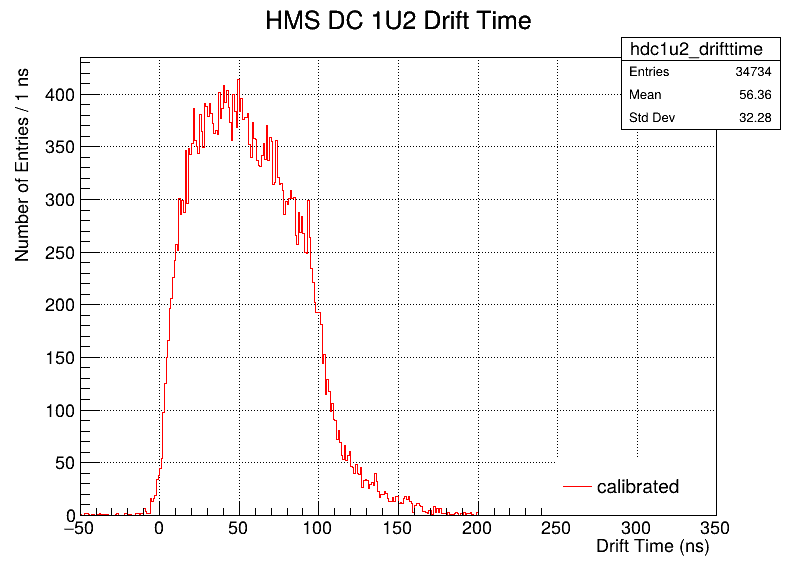 HMS DC 1U2 Drift Time
hdc1u2_drifttime
Entries 34734
Mean 56.36
Std Dev 32.28
Number of Entries / 1 ns
400
350
300
250
200
150
100
50
0
calibrated
−50 0 50 100 150 200 250 300 350
Drift Time (ns)